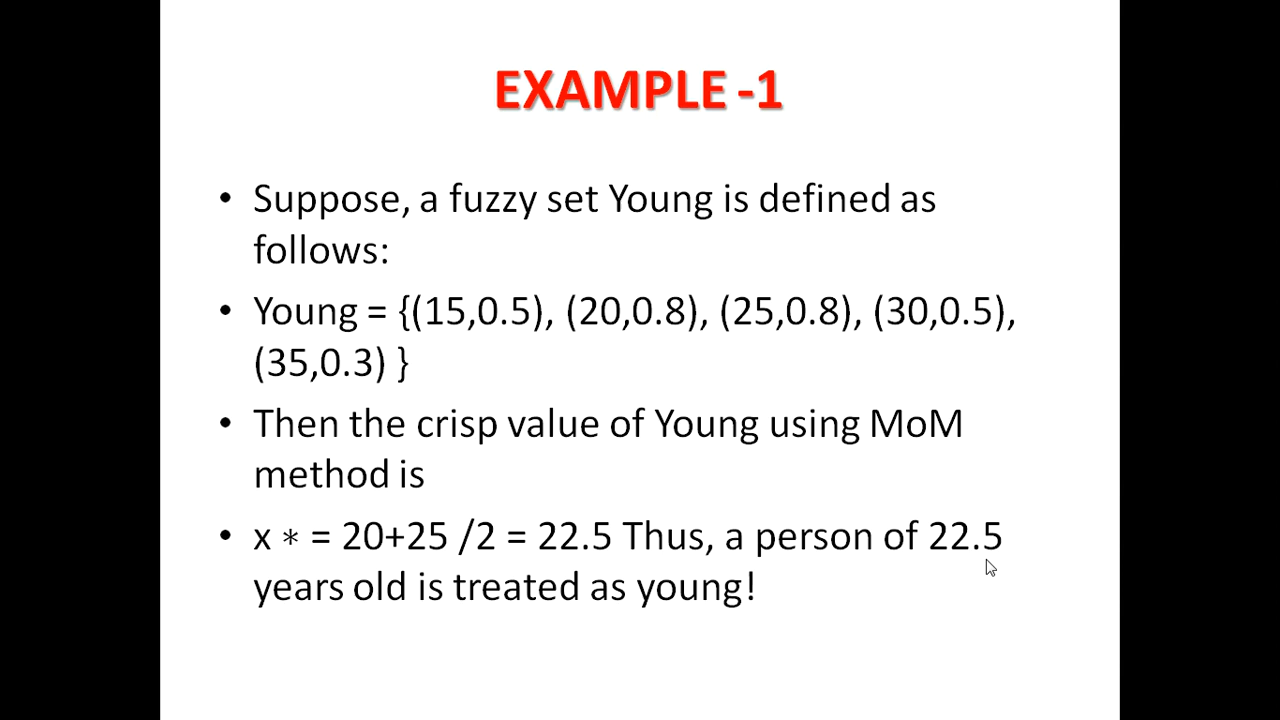 EXAMPLE -1
• Suppose, a fuzzy set Young is defined as
follows:
• Young = {(15,0.5), (20,0.8), (25,0.8), (30,0.5),
(35,0.3) }
• Then the crisp value of Young using MoM
method is
• x ∗ = 20+25 /2 = 22.5 Thus, a person of 22.5
years old is treated as young!